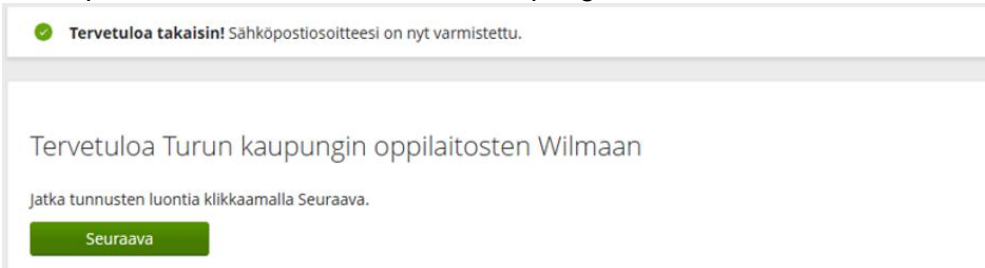 Tervetuloa takaisin! Sähköpostiosoitteesi on nyt varmistettu.
Tervetuloa Turun kaupungin oppilaitosten Wilmaan
Jatka tunnusten luontia klikkaamalla Seuraava.
Seuraava